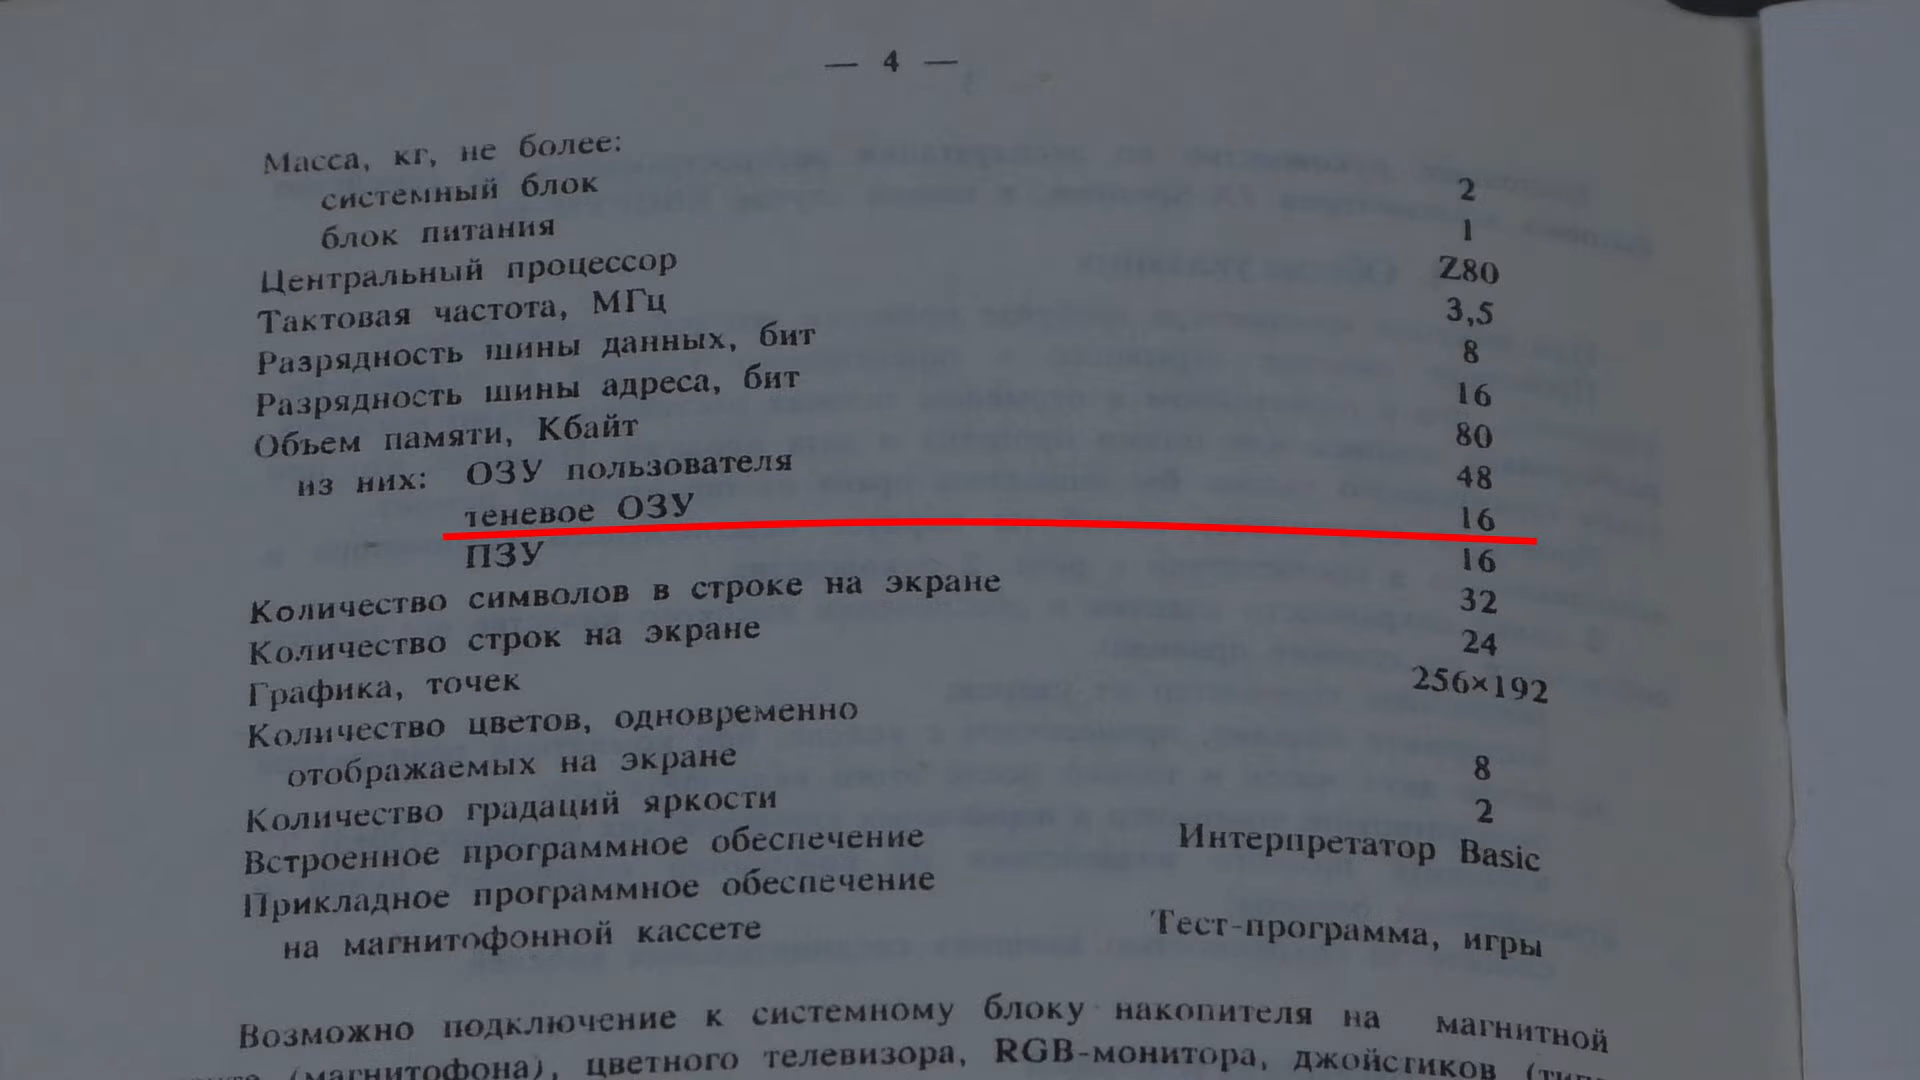 — 4 —
Масса, кг, не более:
системный блок 2
блок питания 1
Центральный процессор Z80
Тактовая частота, МГц 3,5
Разрядность шины данных, бит 8
Разрядность шины адреса, бит 16
Объем памяти, Кбайт 80
из них: ОЗУ пользователя 48
теневое ОЗУ 16
ПЗУ 16
Количество символов в строке на экране 32
Количество строк на экране 24
Графика, точек 256×192
Количество цветов, одновременно
отображаемых на экране 8
Количество градаций яркости 2
Встроенное программное обеспечение Интерпретатор Basic
Прикладное программное обеспечение
на магнитофонной кассете Тест-программа, игры
Возможно подключение к системному блоку накопителя на магнитной
(магнитофона), цветного телевизора, RGB-монитора, джойстиков